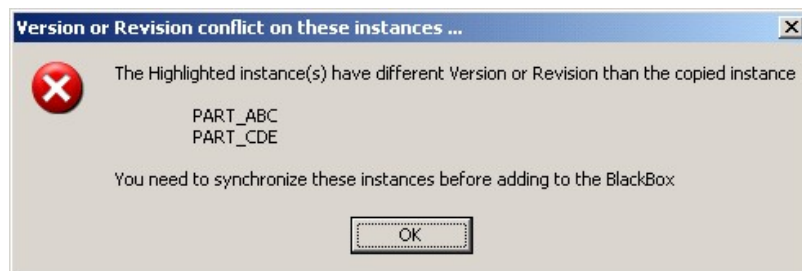 Version or Revision conflict on these instances ...
The Highlighted instance(s) have different Version or Revision than the copied instance
PART_ABC
PART_CDE
You need to synchronize these instances before adding to the BlackBox
OK